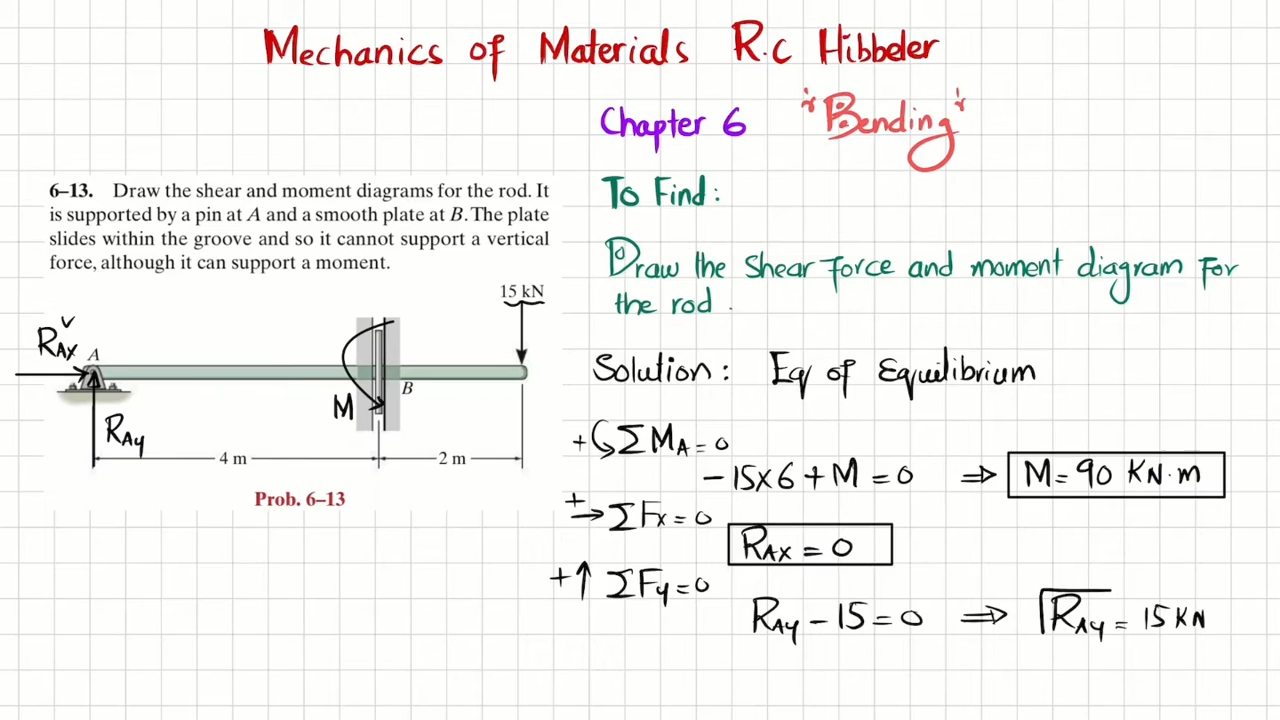 Mechanics of Materials R.C Hibbeler
Chapter 6 "Bending"
6–13. Draw the shear and moment diagrams for the rod. It
is supported by a pin at A and a smooth plate at B. The plate
slides within the groove and so it cannot support a vertical
force, although it can support a moment.
15 kN
RAx
A
B
M
RAy
4 m
2 m
Prob. 6–13
To Find:
Draw the Shear Force and moment diagram For
the rod.
Solution: Eq of Equilibrium
+ ΣMA = 0
- 15×6 + M = 0 ⇒ M = 90 KN.m
+→ ΣFx = 0
RAx = 0
+↑ ΣFy = 0
RAy - 15 = 0 ⇒ RAy = 15 KN